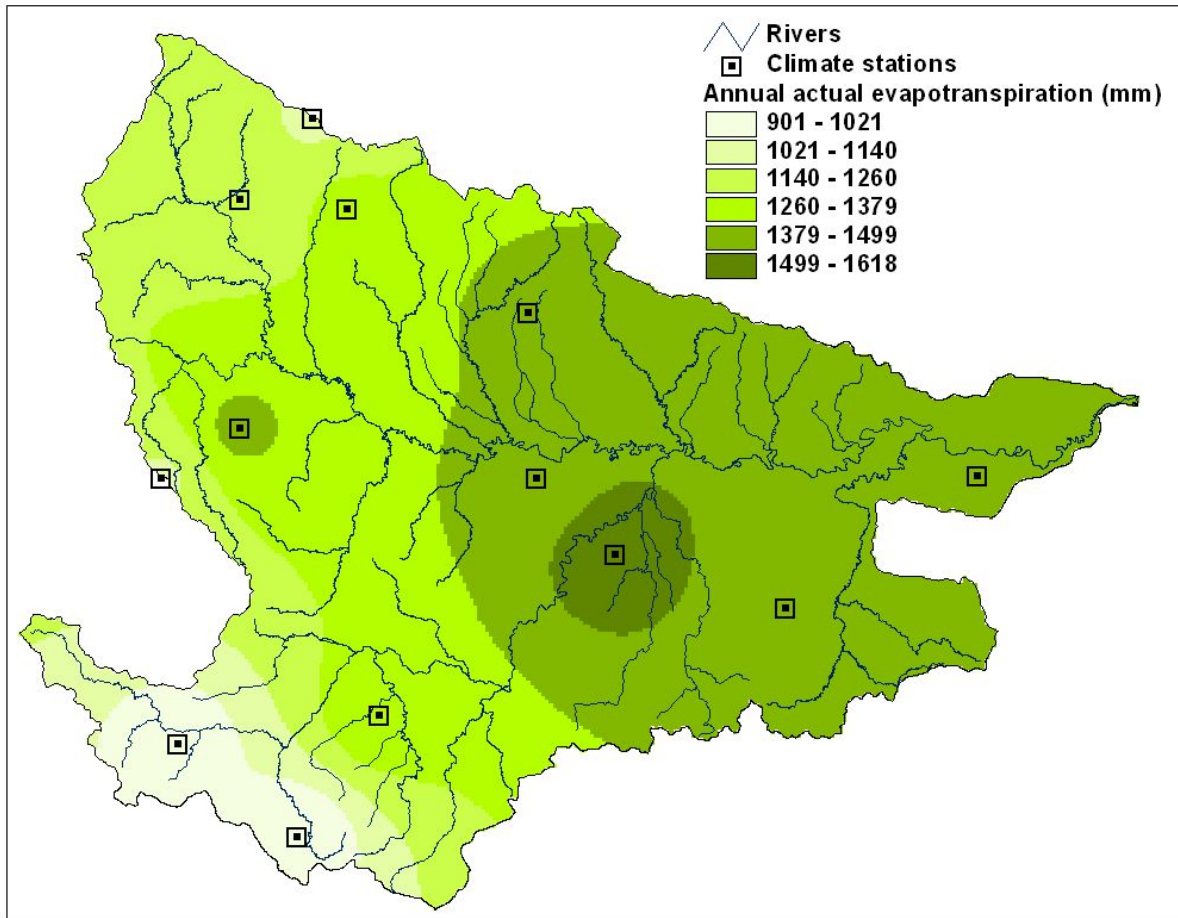 Rivers
Climate stations
Annual actual evapotranspiration (mm)
901 - 1021
1021 - 1140
1140 - 1260
1260 - 1379
1379 - 1499
1499 - 1618